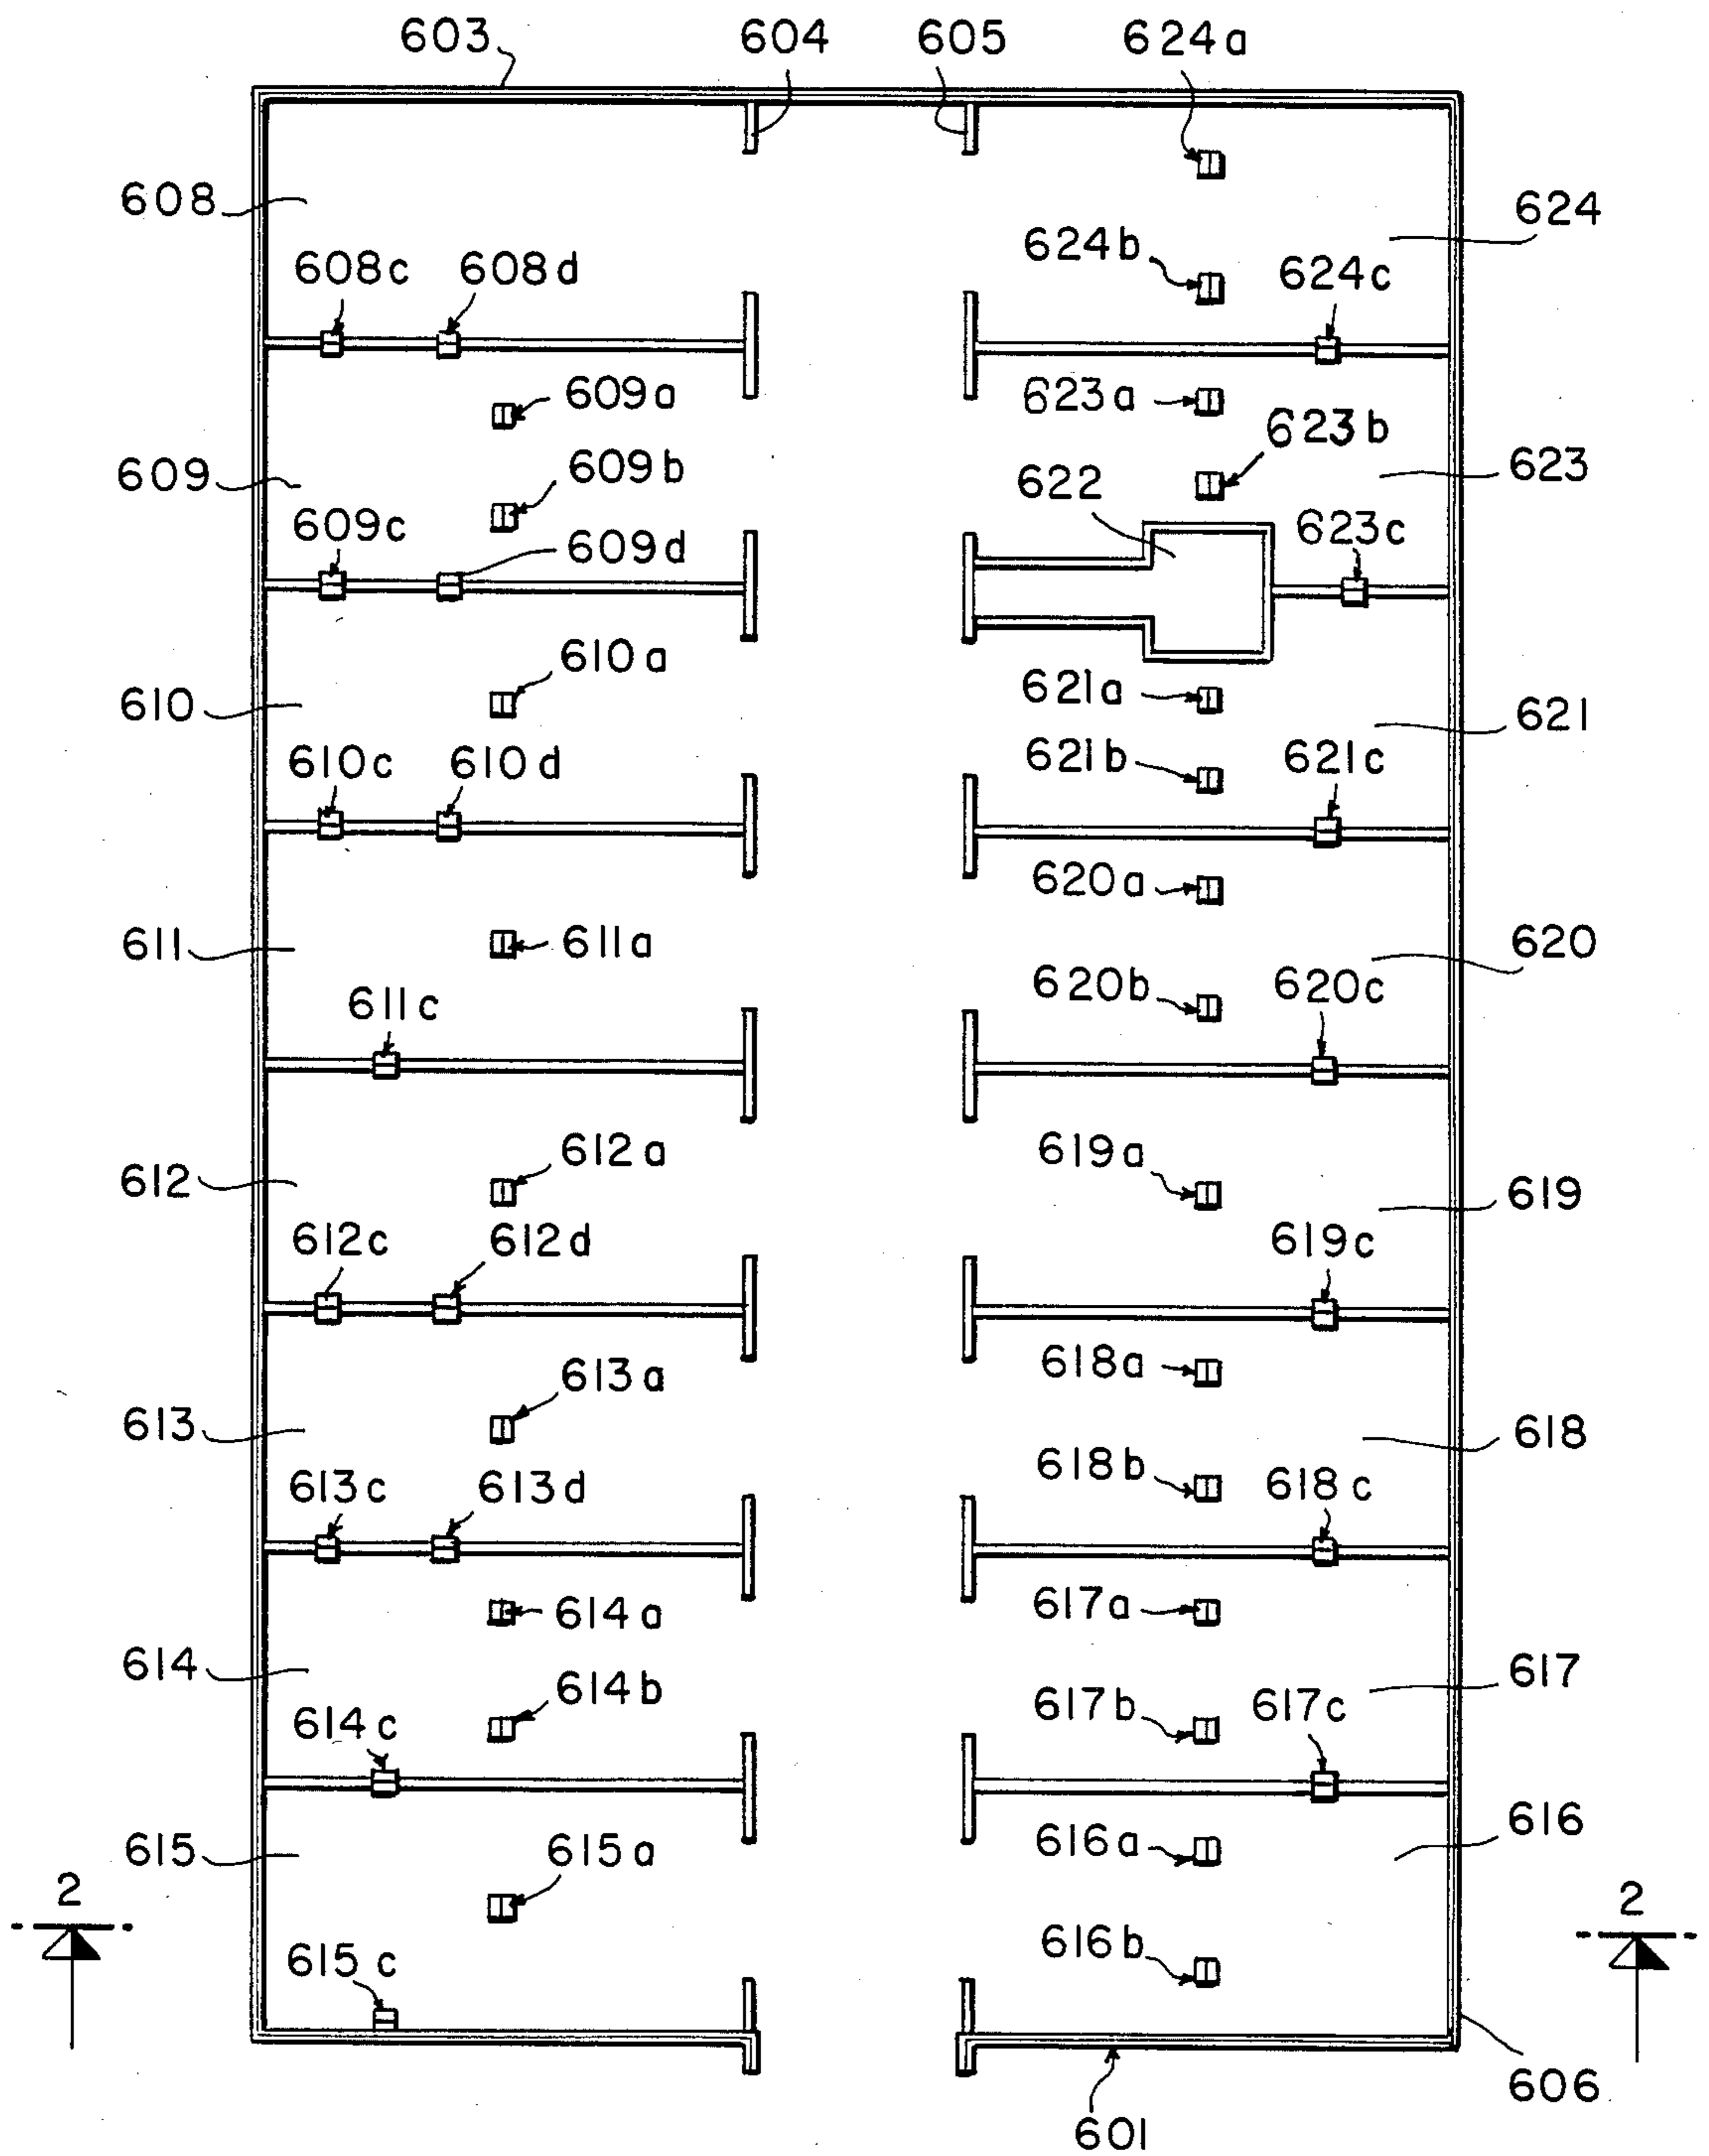 603 604 605 624a
608 624
624b
608c 608d 624c
609a 623a
623b
609 609b 622 623
609c 609d 623c
610a
610 621a 621
610c 610d 621b 621c
620a
611 611a 620
611c 620b 620c
612a 619a
612 619
612c 612d 619c
613a 618a
613 618
613c 613d 618b 618c
614a 617a
614 617
614b 617b 617c
614c
615 615a 616a 616
2 2
616b
615c
606
601